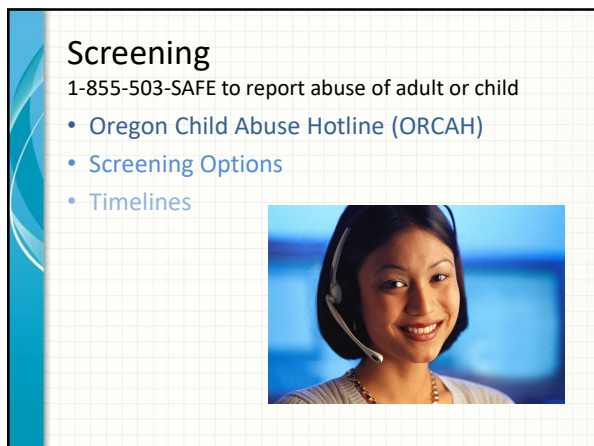 Screening
1-855-503-SAFE to report abuse of adult or child
• Oregon Child Abuse Hotline (ORCAH)
• Screening Options
• Timelines